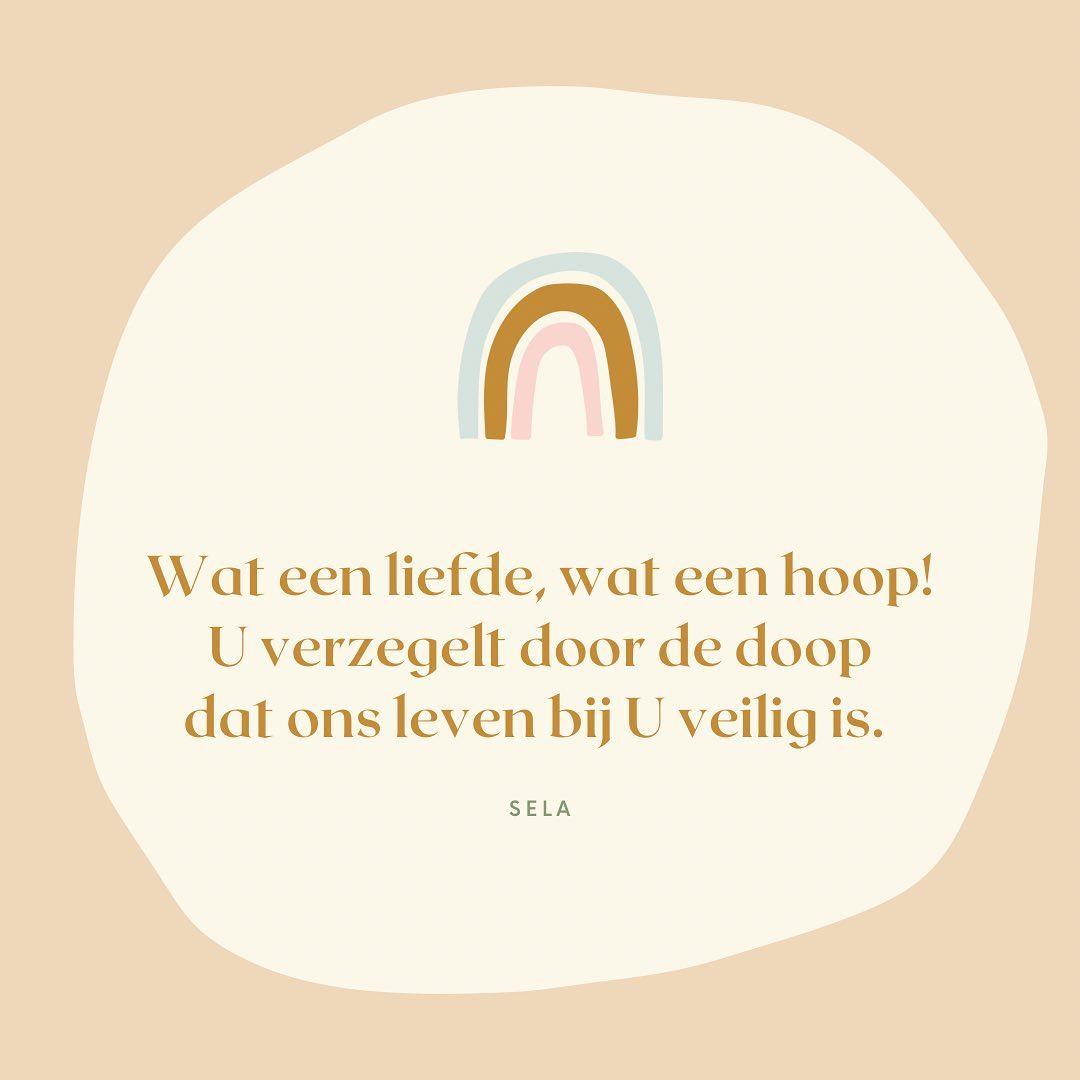 Wat een liefde, wat een hoop!
U verzegelt door de doop
dat ons leven bij U veilig is.
SELA